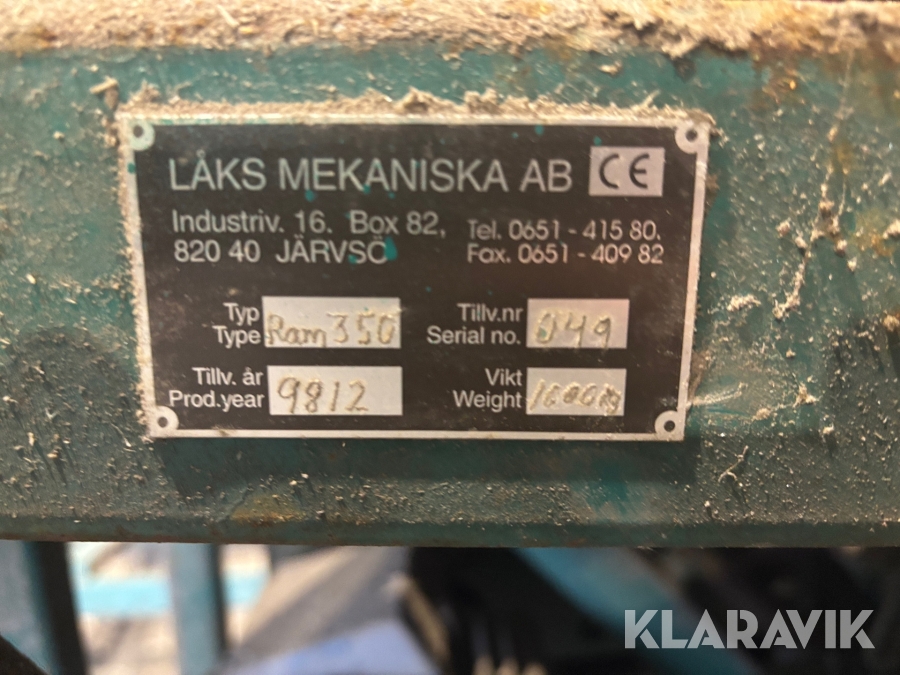 LÅKS MEKANISKA AB CE
Industriv. 16. Box 82, Tel. 0651 - 415 80.
820 40 JÄRVSÖ Fax. 0651 - 409 82
Typ Type Ram 350 Tillv.nr Serial no. 049
Tillv. år Prod.year 9812 Vikt Weight
KLARAVIK